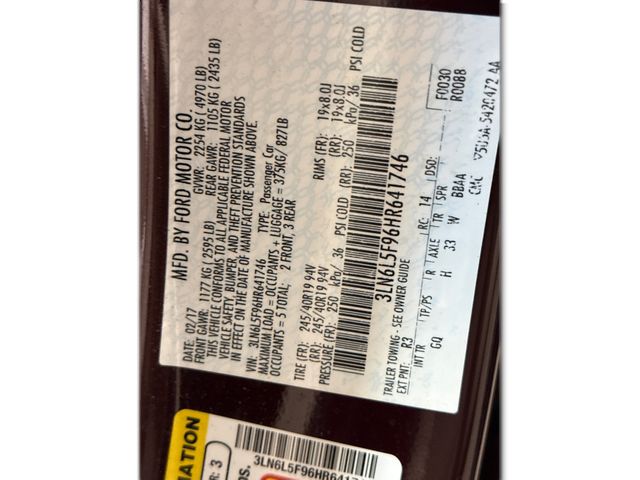 MFD. BY FORD MOTOR CO.
DATE: 02/17 GVWR: 2254 KG ( 4970 LB)
FRONT GAWR: 1177 KG ( 2595 LB) REAR GAWR: 1105 KG ( 2435 LB)
THIS VEHICLE CONFORMS TO ALL APPLICABLE FEDERAL MOTOR
VEHICLE SAFETY, BUMPER, AND THEFT PREVENTION STANDARDS
IN EFFECT ON THE DATE OF MANUFACTURE SHOWN ABOVE.
VIN: 3LN6L5F96HR641746 TYPE: Passenger Car
MAXIMUM LOAD = OCCUPANTS + LUGGAGE = 375KG/ 827LB
OCCUPANTS = 5 TOTAL; 2 FRONT, 3 REAR
TIRE (FR): 245/40R19 94V RIMS (FR): 19x8.0J
(RR): 245/40R19 94V (RR): 19x8.0J
PRESSURE (FR): 250 kPa/ 36 PSI COLD (RR): 250 kPa/ 36 PSI COLD
3LN6L5F96HR641746
TRAILER TOWING - SEE OWNER GUIDE
EXT PNT: R3 RC: 14 DSO: F0030
R0088
INT TR TP/PS R AXLE TR SPR
GQ H 33 W BBAA
MATION
R: 3
ns.
3LN6L5F96HR6417